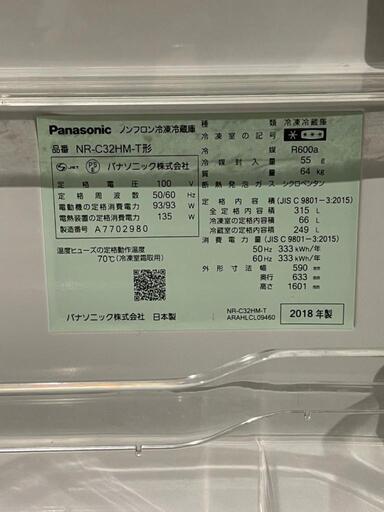 Panasonic ノンフロン冷凍冷蔵庫
品番 NR-C32HM-T形
JET PSE パナソニック株式会社
定格電圧 100 V
定格周波数 50/60 Hz
電動機の定格消費電力 93/93 W
電熱装置の定格消費電力 135 W
製造番号 A7702980
温度ヒューズの定格動作温度
70℃(冷凍室霜取用)
パナソニック株式会社 日本製
種類 冷凍冷蔵庫
冷凍室の記号
冷媒 R600a
冷媒封入量 55 g
質量 64 kg
断熱発泡ガス シクロペンタン
定格内容積(JIS C 9801-3:2015)
全定格内容積 315 L
冷凍室の定格内容積 66 L
冷蔵室の定格内容積 249 L
消費電力量(JIS C 9801-3:2015)
50 Hz 333 kWh/年
60 Hz 333 kWh/年
外形寸法 幅 590 mm
奥行 633 mm
高さ 1601 mm
NR-C32HM-T
ARAHLCL09460
2018 年製